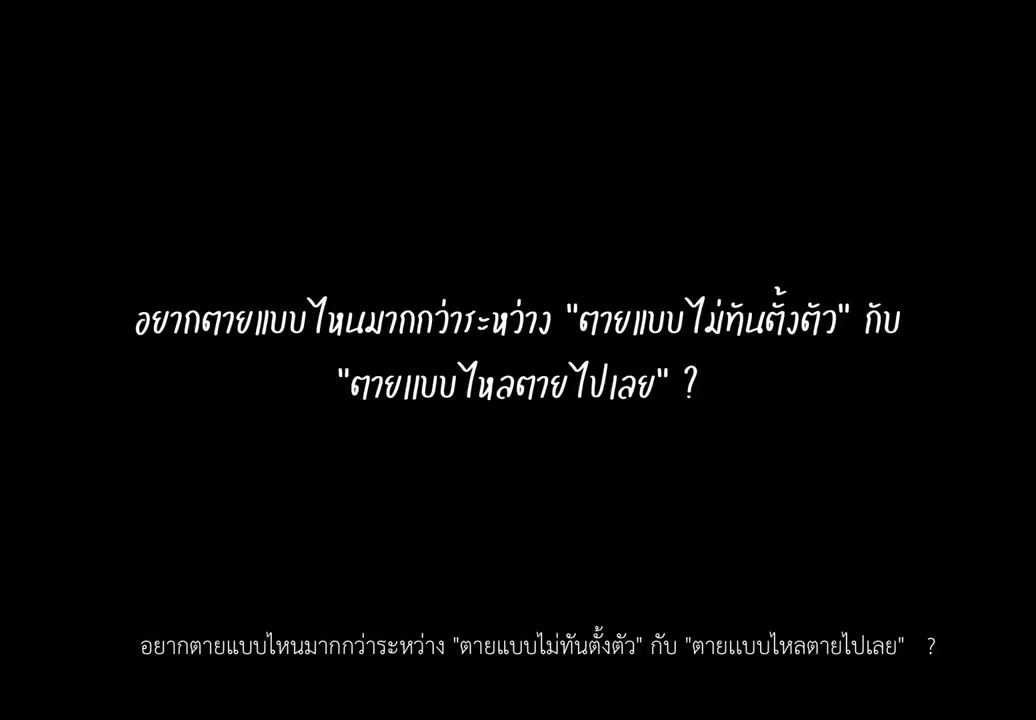 อยากตายแบบไหนมากกว่าระหว่าง "ตายแบบไม่ทันตั้งตัว" กับ
"ตายแบบไหลตายไปเลย" ?
อยากตายแบบไหนมากกว่าระหว่าง "ตายแบบไม่ทันตั้งตัว" กับ "ตายแบบไหลตายไปเลย" ?